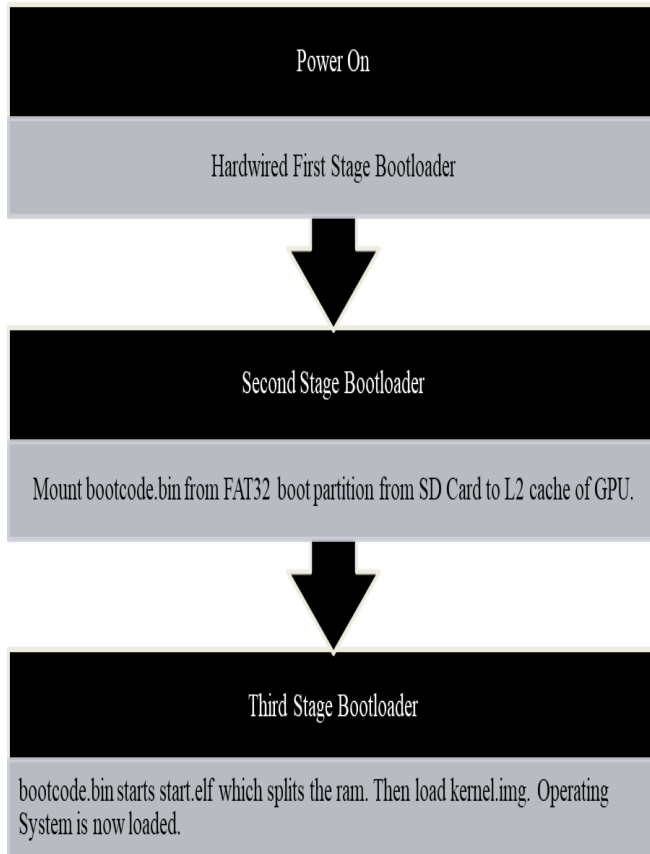 Power On
Hardwired First Stage Bootloader
Second Stage Bootloader
Mount bootcode.bin from FAT32 boot partition from SD Card to L2 cache of GPU.
Third Stage Bootloader
bootcode.bin starts start.elf which splits the ram. Then load kernel.img. Operating
System is now loaded.